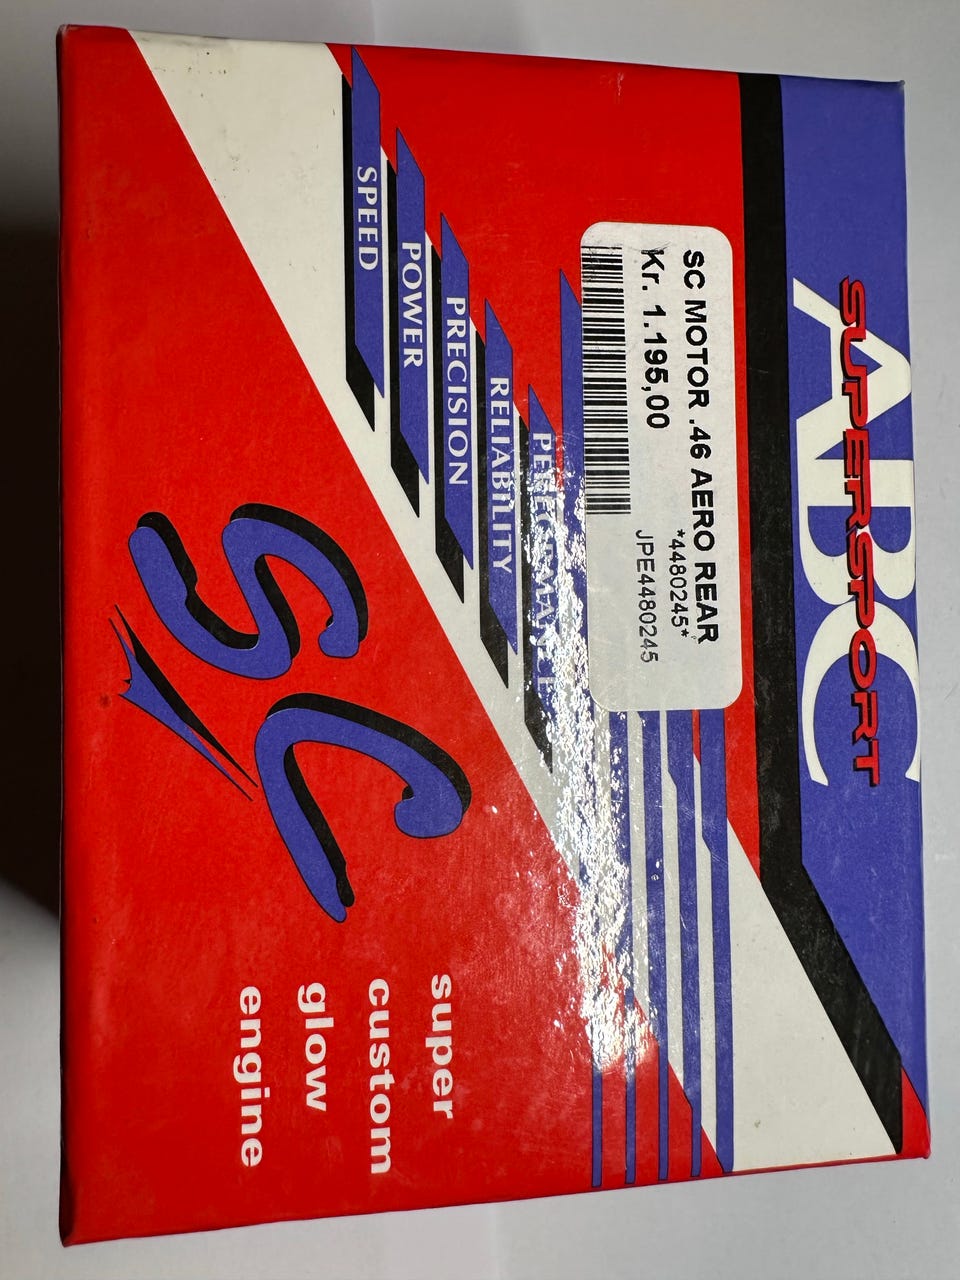 ABC
SUPERSPORT
SC MOTOR .46 AERO REAR
Kr. 1.195,00
*4480245*
JPE4480245
SPEED
POWER
PRECISION
RELIABILITY
PERFORMANCE
SC
super
custom
glow
engine